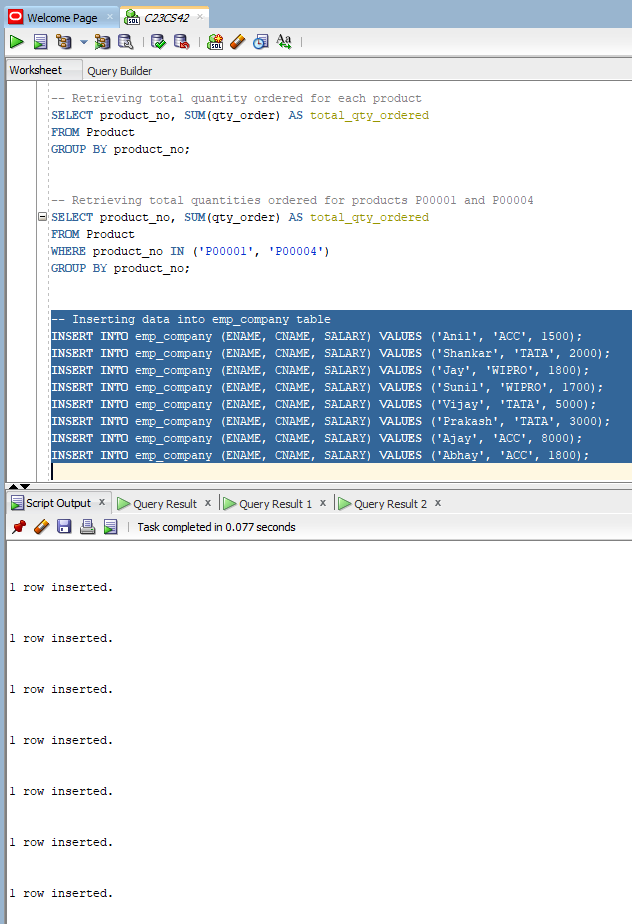 Welcome Page
C23CS42
Worksheet
Query Builder
-- Retrieving total quantity ordered for each product
SELECT product_no, SUM(qty_order) AS total_qty_ordered
FROM Product
GROUP BY product_no;
-- Retrieving total quantities ordered for products P00001 and P00004
SELECT product_no, SUM(qty_order) AS total_qty_ordered
FROM Product
WHERE product_no IN ('P00001', 'P00004')
GROUP BY product_no;
-- Inserting data into emp_company table
INSERT INTO emp_company (ENAME, CNAME, SALARY) VALUES ('Anil', 'ACC', 1500);
INSERT INTO emp_company (ENAME, CNAME, SALARY) VALUES ('Shankar', 'TATA', 2000);
INSERT INTO emp_company (ENAME, CNAME, SALARY) VALUES ('Jay', 'WIPRO', 1800);
INSERT INTO emp_company (ENAME, CNAME, SALARY) VALUES ('Sunil', 'WIPRO', 1700);
INSERT INTO emp_company (ENAME, CNAME, SALARY) VALUES ('Vijay', 'TATA', 5000);
INSERT INTO emp_company (ENAME, CNAME, SALARY) VALUES ('Prakash', 'TATA', 3000);
INSERT INTO emp_company (ENAME, CNAME, SALARY) VALUES ('Ajay', 'ACC', 8000);
INSERT INTO emp_company (ENAME, CNAME, SALARY) VALUES ('Abhay', 'ACC', 1800);
Script Output x
Query Result x
Query Result 1 x
Query Result 2 x
Task completed in 0.077 seconds
1 row inserted.
1 row inserted.
1 row inserted.
1 row inserted.
1 row inserted.
1 row inserted.
1 row inserted.